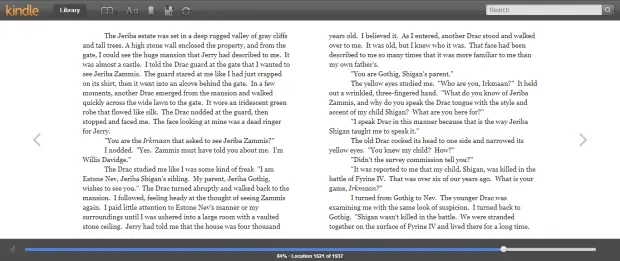 kindle
Library
Aa
Search
The Jeriba estate was set in a deep rugged valley of gray cliffs
and tall trees. A high stone wall enclosed the property, and from the
gate, I could see the huge mansion that Jerry had described to me. It
was almost a castle. I told the Drac guard at the gate that I wanted to
see Jeriba Zammis. The guard stared at me like I had just crapped
on its shirt, then it went into an alcove behind the gate. In a few
moments, another Drac emerged from the mansion and walked
quickly across the wide lawn to the gate. It wore an iridescent green
robe that flowed like silk. The Drac nodded at the guard, then
stopped and faced me. The face looking at mine was a dead ringer
for Jerry.
"You are the Irkmaan that asked to see Jeriba Zammis?"
I nodded. "Yes. Zammis must have told you about me. I'm
Willis Davidge."
The Drac studied me like I was some kind of freak "I am
Estone Nev, Jeriba Shigan's sibling. My parent, Jeriba Gothig,
wishes to see you." The Drac turned abruptly and walked back to the
mansion. I followed, feeling heady at the thought of seeing Zammis
again. I paid little attention to Estone Nev's manner or my
surroundings until I was ushered into a large room with a vaulted
stone ceiling. Jerry had told me that the house was four thousand
years old. I believed it. As I entered, another Drac stood and walked
over to me. It was old, but I knew who it was. That face had been
described to me so many times that it was more familiar to me than
my own father's.
"You are Gothig, Shigan's parent."
The yellow eyes studied me. "Who are you, Irkmaan?" It held
out a wrinkled, three-fingered hand. "What do you know of Jeriba
Zammis, and why do you speak the Drac tongue with the style and
accent of my child Shigan? What are you here for?"
"I speak Drac in this manner because that is the way Jeriba
Shigan taught me to speak it."
The old Drac cocked its head to one side and narrowed its
yellow eyes. "You knew my child? How?"
"Didn't the survey commission tell you?"
"It was reported to me that my child, Shigan, was killed in the
battle of Fyrine IV. That was over six of our years ago. What is your
game, Irkmaan?"
I turned from Gothig to Nev. The younger Drac was
examining me with the same look of suspicion. I turned back to
Gothig. "Shigan wasn't killed in the battle. We were stranded
together on the surface of Fyrine IV and lived there for a long time.
84% · Location 1621 of 1937